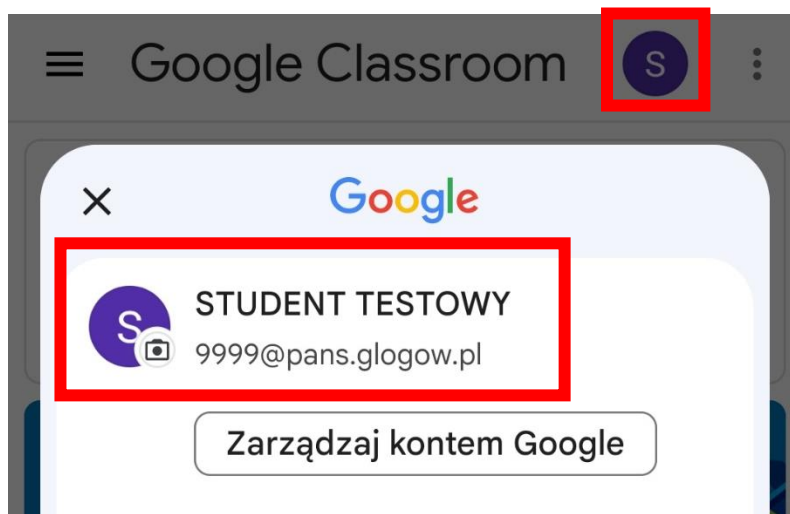 Google Classroom S
Google
STUDENT TESTOWY
S
9999@pans.glogow.pl
Zarządzaj kontem Google